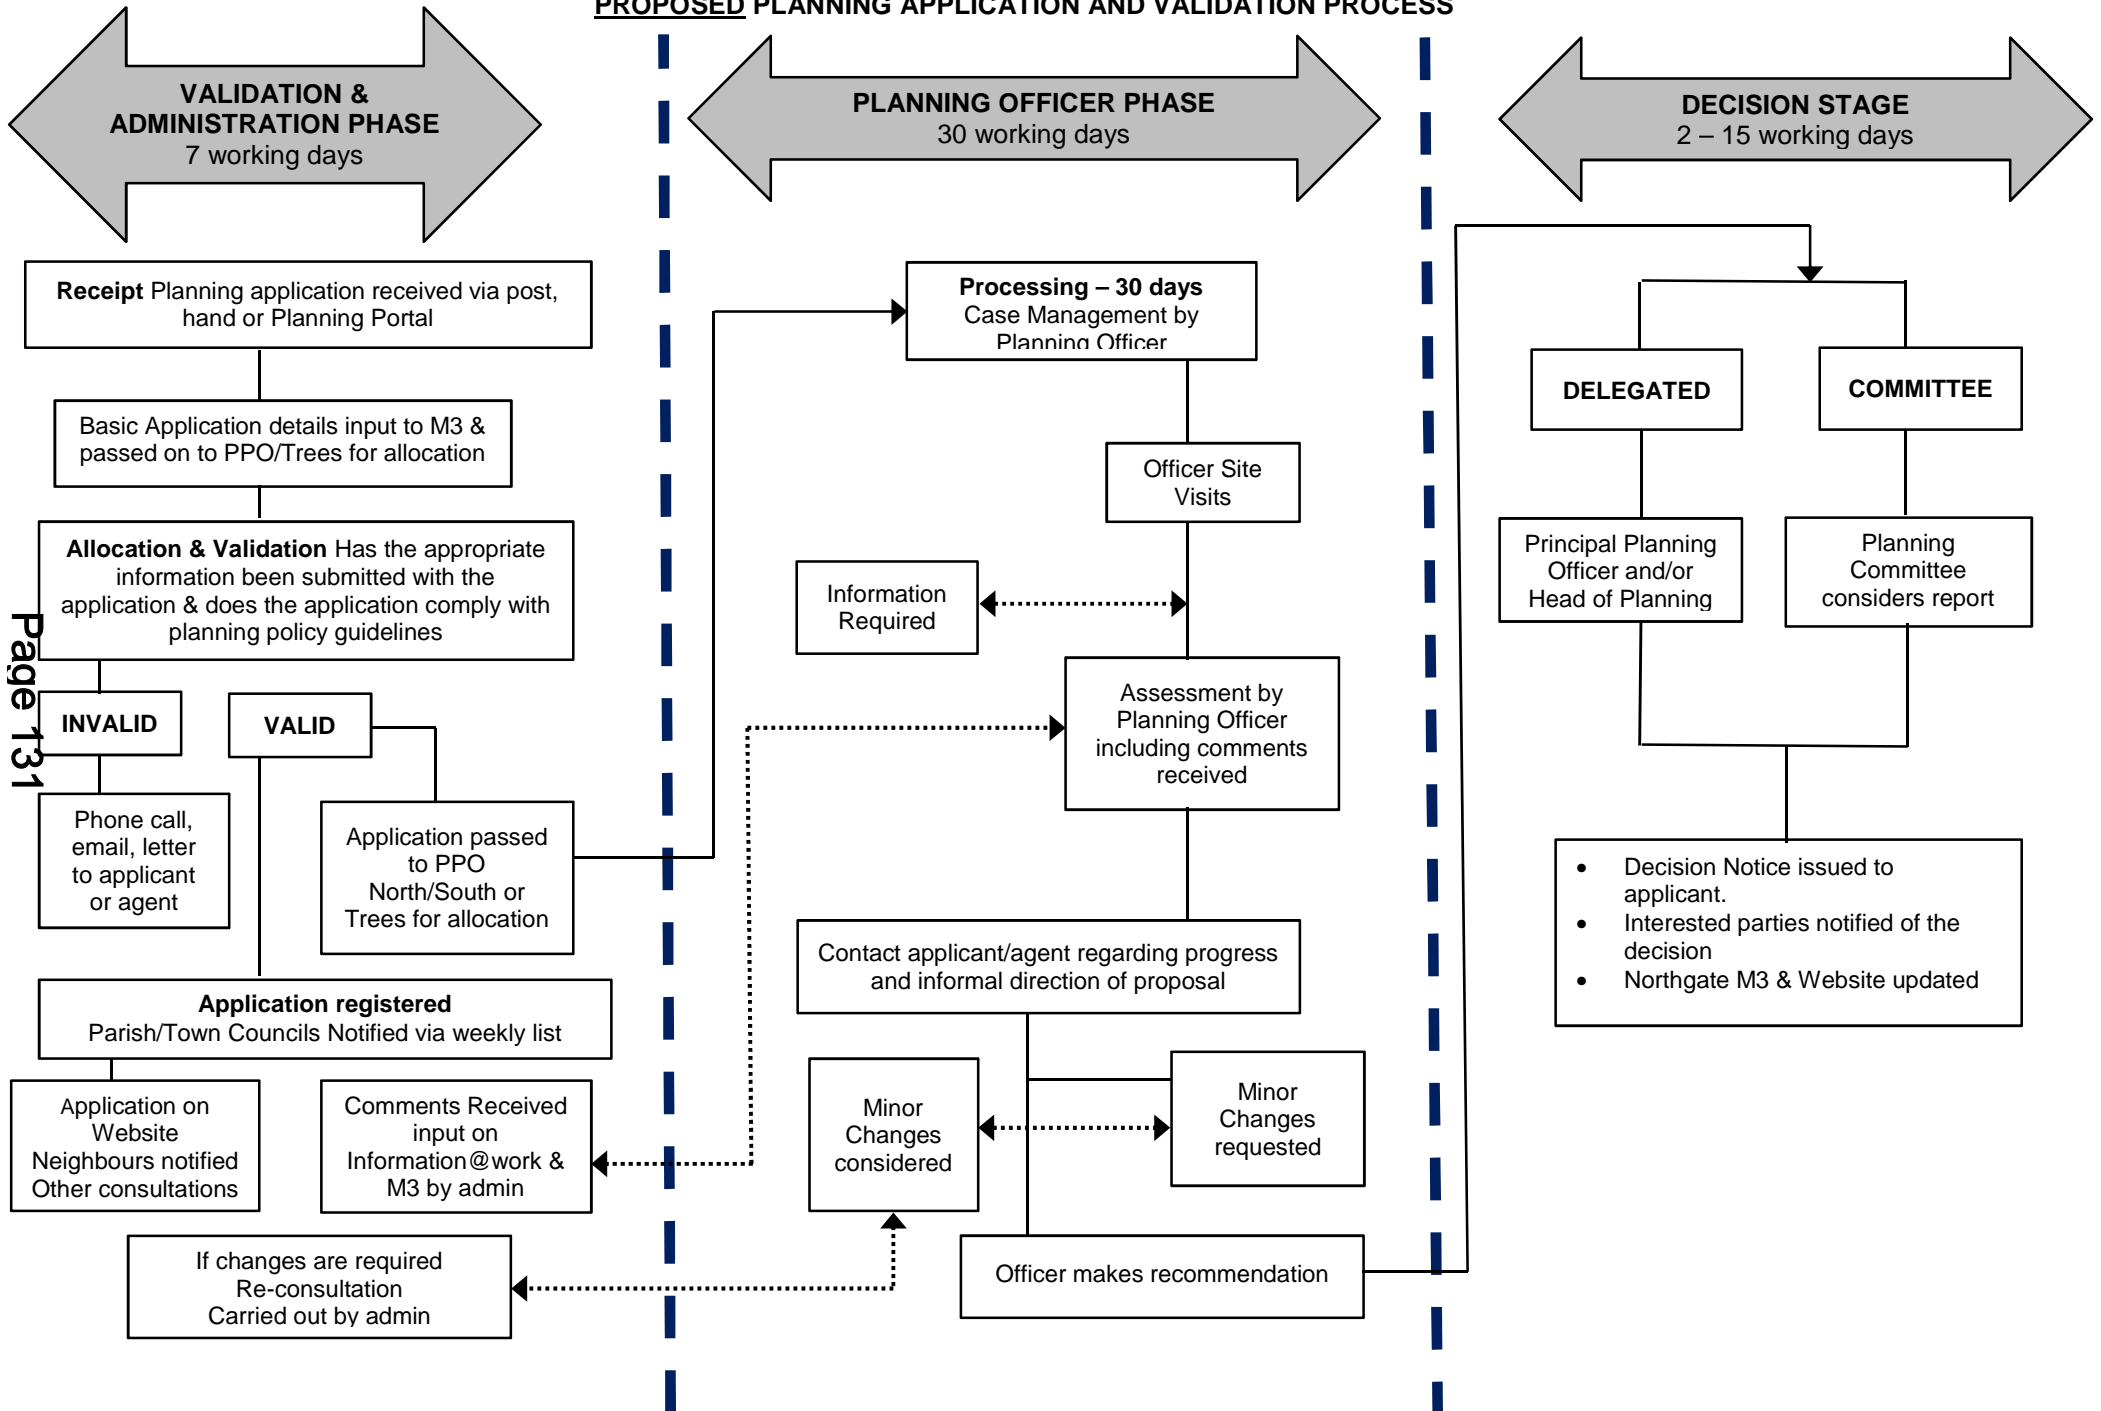 PROPOSED PLANNING APPLICATION AND VALIDATION PROCESS
VALIDATION &
ADMINISTRATION PHASE
7 working days
PLANNING OFFICER PHASE
30 working days
DECISION STAGE
2 – 15 working days
Receipt Planning application received via post,
hand or Planning Portal
Basic Application details input to M3 &
passed on to PPO/Trees for allocation
Allocation & Validation Has the appropriate
information been submitted with the
application & does the application comply with
planning policy guidelines
INVALID
VALID
Phone call,
email, letter
to applicant
or agent
Application passed
to PPO
North/South or
Trees for allocation
Application registered
Parish/Town Councils Notified via weekly list
Application on
Website
Neighbours notified
Other consultations
Comments Received
input on
Information@work &
M3 by admin
If changes are required
Re-consultation
Carried out by admin
Processing – 30 days
Case Management by
Planning Officer
Officer Site
Visits
Information
Required
Assessment by
Planning Officer
including comments
received
Contact applicant/agent regarding progress
and informal direction of proposal
Minor
Changes
considered
Minor
Changes
requested
Officer makes recommendation
DELEGATED
COMMITTEE
Principal Planning
Officer and/or
Head of Planning
Planning
Committee
considers report
• Decision Notice issued to
applicant.
• Interested parties notified of the
decision
• Northgate M3 & Website updated
Page 131